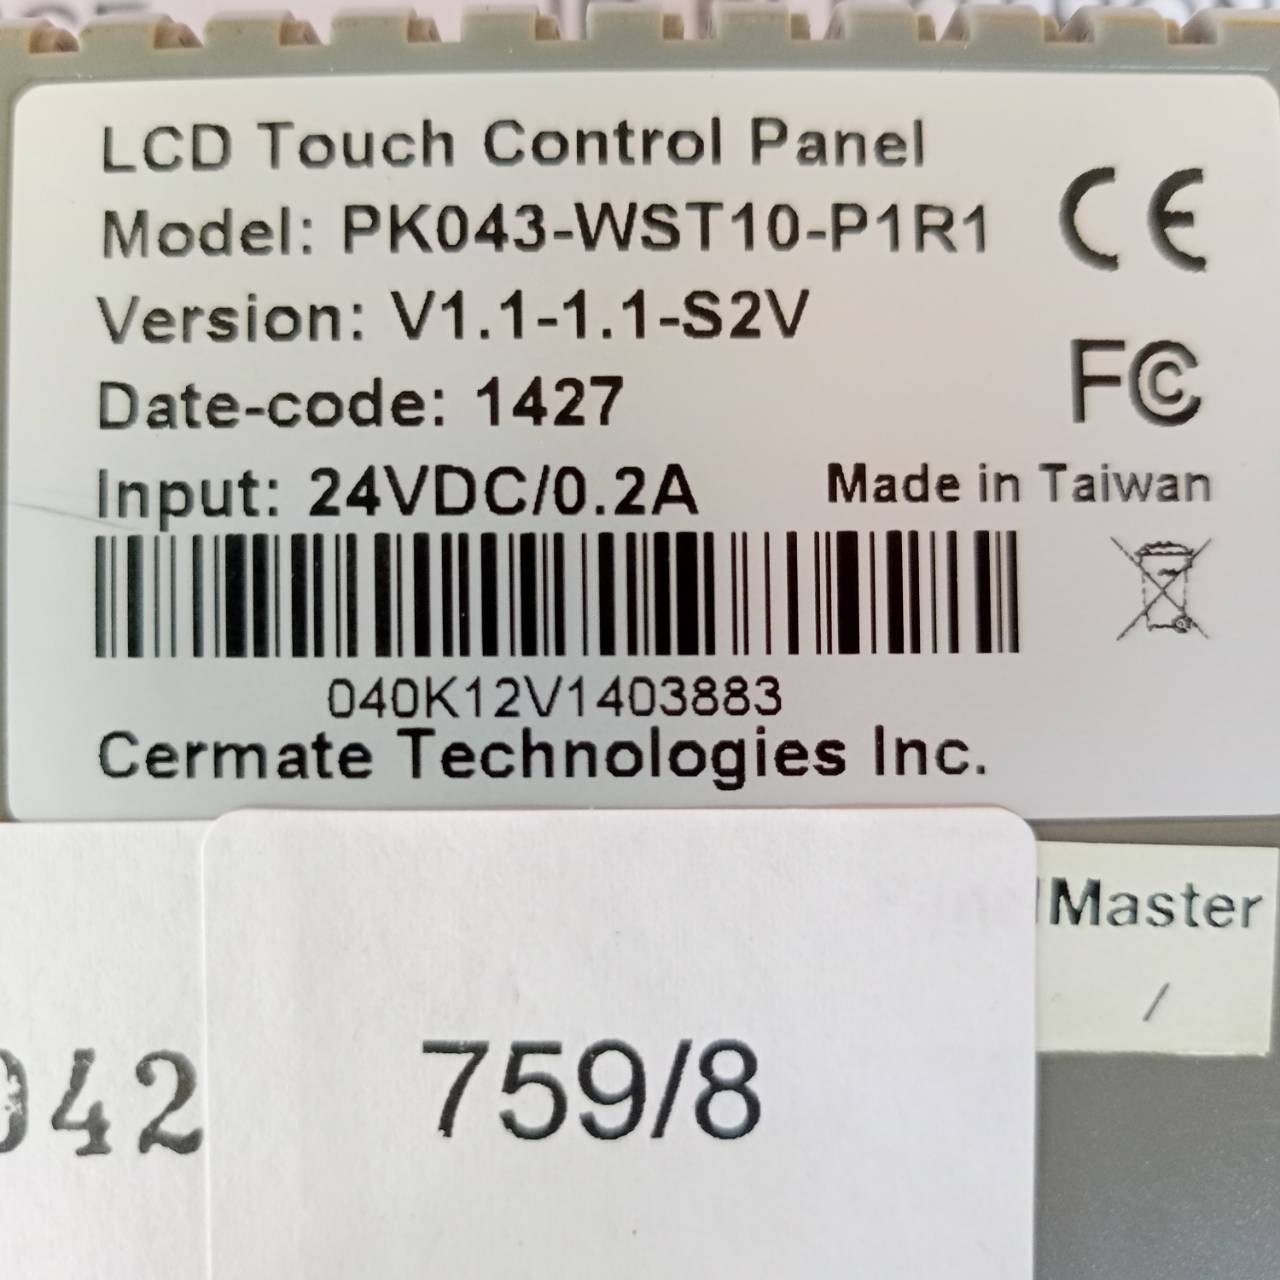 LCD Touch Control Panel
Model: PK043-WST10-P1R1
Version: V1.1-1.1-S2V
Date-code: 1427
Input: 24VDC/0.2A
CE
FC
Made in Taiwan
040K12V1403883
Cermate Technologies Inc.
Master
/
042
759/8